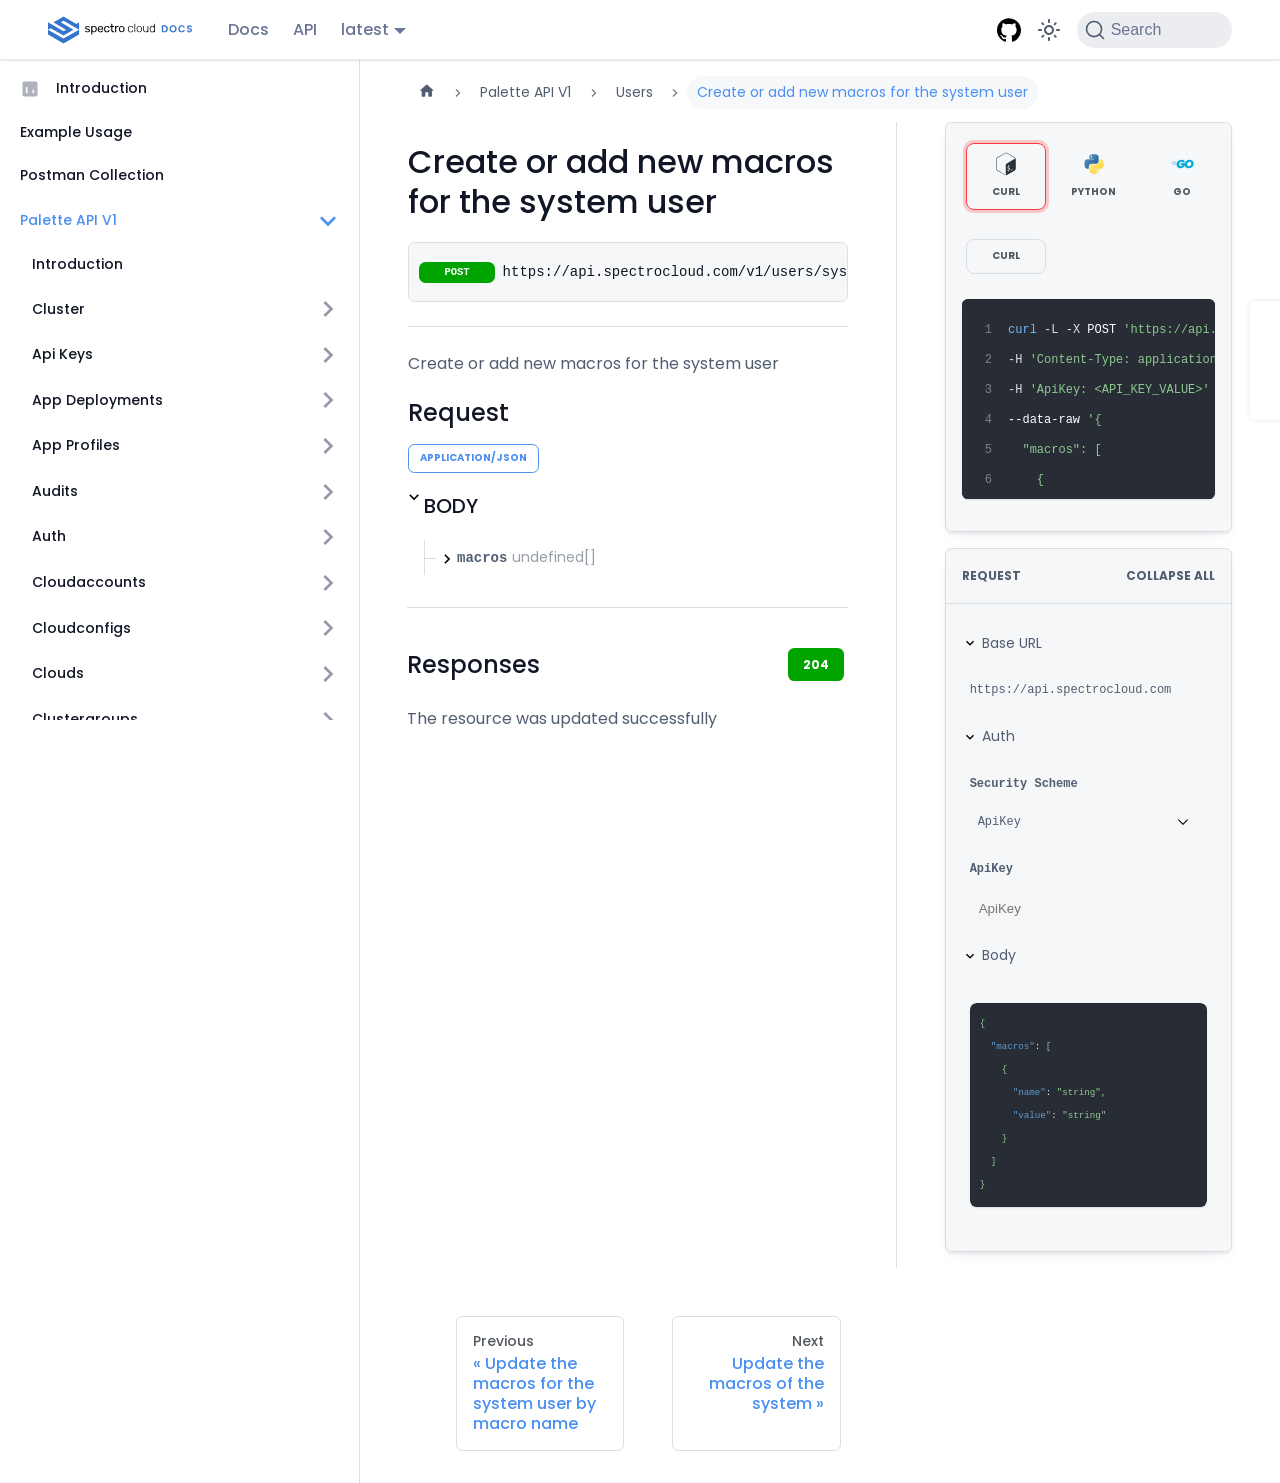 spectro cloud DOCS
Docs
API
latest
Search
Introduction
Example Usage
Postman Collection
Palette API V1
Introduction
Cluster
Api Keys
App Deployments
App Profiles
Audits
Auth
Cloudaccounts
Cloudconfigs
Clouds
Clustergroups
Palette API V1
Users
Create or add new macros for the system user
Create or add new macros
for the system user
POST https://api.spectrocloud.com/v1/users/sys
Create or add new macros for the system user
Request
APPLICATION/JSON
BODY
macros undefined[]
Responses
204
The resource was updated successfully
CURL
PYTHON
GO
CURL
1 curl -L -X POST 'https://api.
2 -H 'Content-Type: application
3 -H 'ApiKey: <API_KEY_VALUE>'
4 --data-raw '{
5 "macros": [
6 {
REQUEST
COLLAPSE ALL
Base URL
https://api.spectrocloud.com
Auth
Security Scheme
ApiKey
ApiKey
ApiKey
Body
{
"macros": [
{
"name": "string",
"value": "string"
}
]
}
Previous
« Update the
macros for the
system user by
macro name
Next
Update the
macros of the
system »